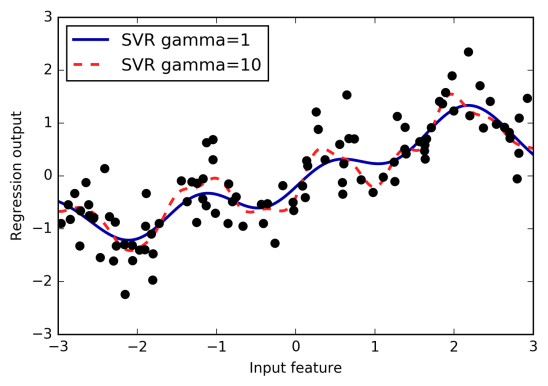 3
SVR gamma=1
SVR gamma=10
2
1
0
−1
−2
−3
Regression output
−3 −2 −1 0 1 2 3
Input feature